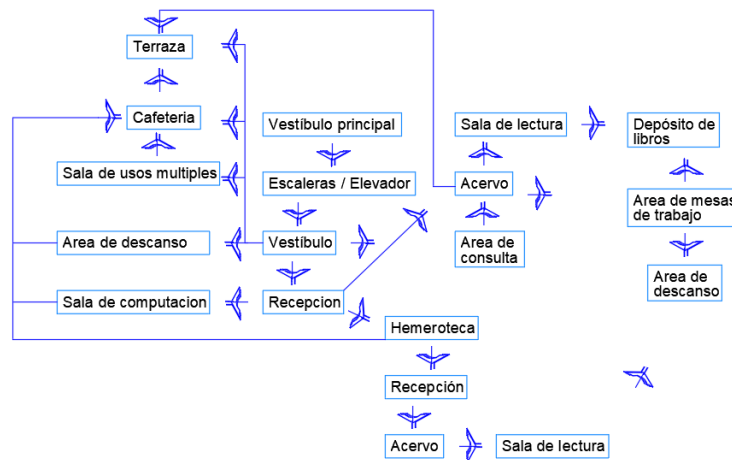 Terraza
Cafeteria
Vestíbulo principal
Sala de lectura
Depósito de
libros
Sala de usos multiples
Escaleras / Elevador
Acervo
Area de mesas
de trabajo
Area de descanso
Vestíbulo
Area de
consulta
Area de
descanso
Sala de computacion
Recepcion
Hemeroteca
Recepción
Acervo
Sala de lectura